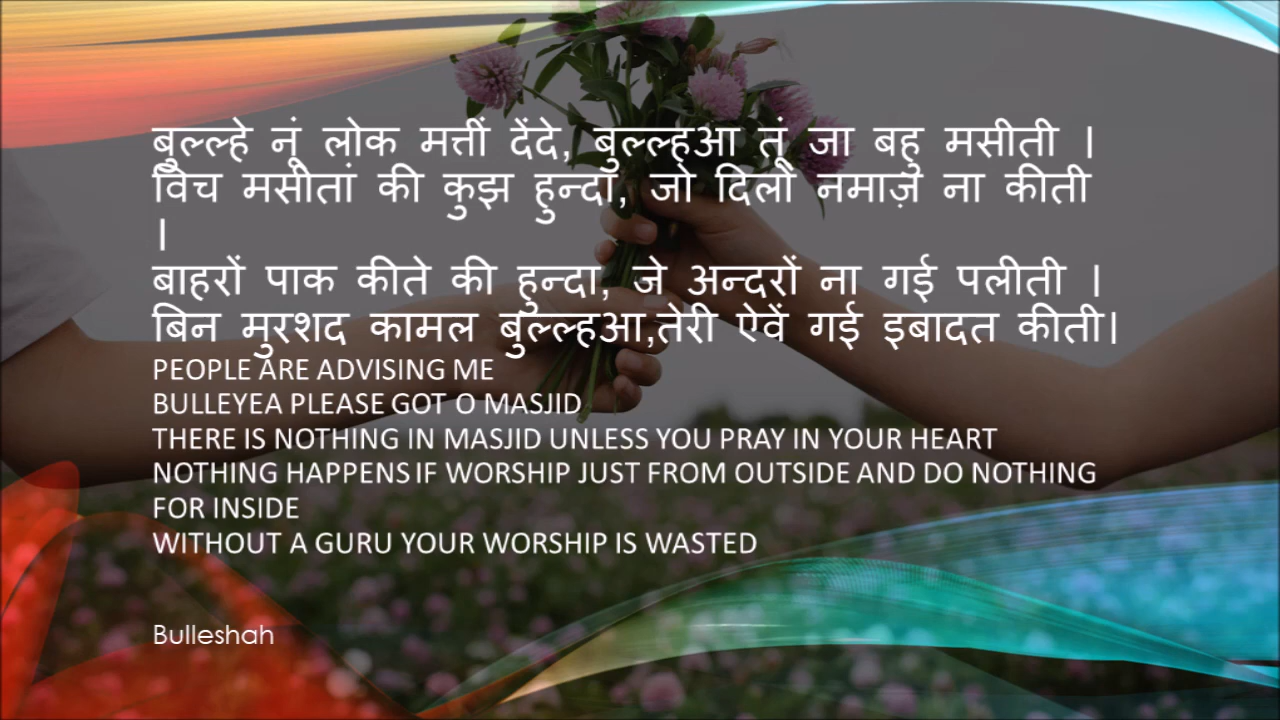 बुल्ल्हे नूं लोक मत्तीं देंदे, बुल्ल्हआ तूं जा बहु मसीती ।
विच मसीतां की कुझ हुन्दा, जो दिलों नमाज़ ना कीती
।
बाहरों पाक कीते की हुन्दा, जे अन्दरों ना गई पलीती ।
बिन मुरशद कामल बुल्ल्हआ,तेरी ऐवें गई इबादत कीती।
PEOPLE ARE ADVISING ME
BULLEYEA PLEASE GOT O MASJID
THERE IS NOTHING IN MASJID UNLESS YOU PRAY IN YOUR HEART
NOTHING HAPPENS IF WORSHIP JUST FROM OUTSIDE AND DO NOTHING
FOR INSIDE
WITHOUT A GURU YOUR WORSHIP IS WASTED
Bulleshah